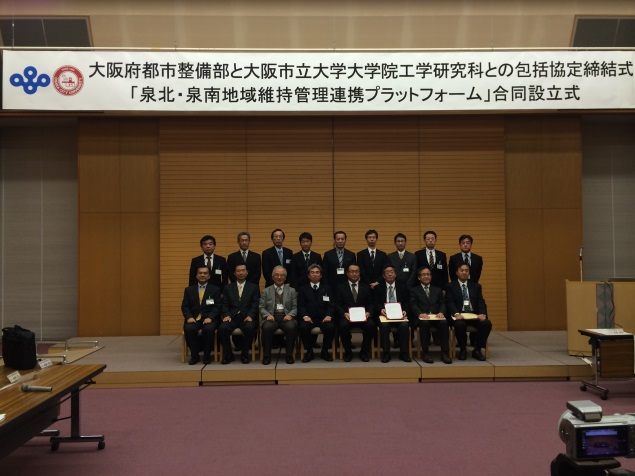 大阪府都市整備部と大阪市立大学大学院工学研究科との包括協定締結式
「泉北・泉南地域維持管理連携プラットフォーム」合同設立式